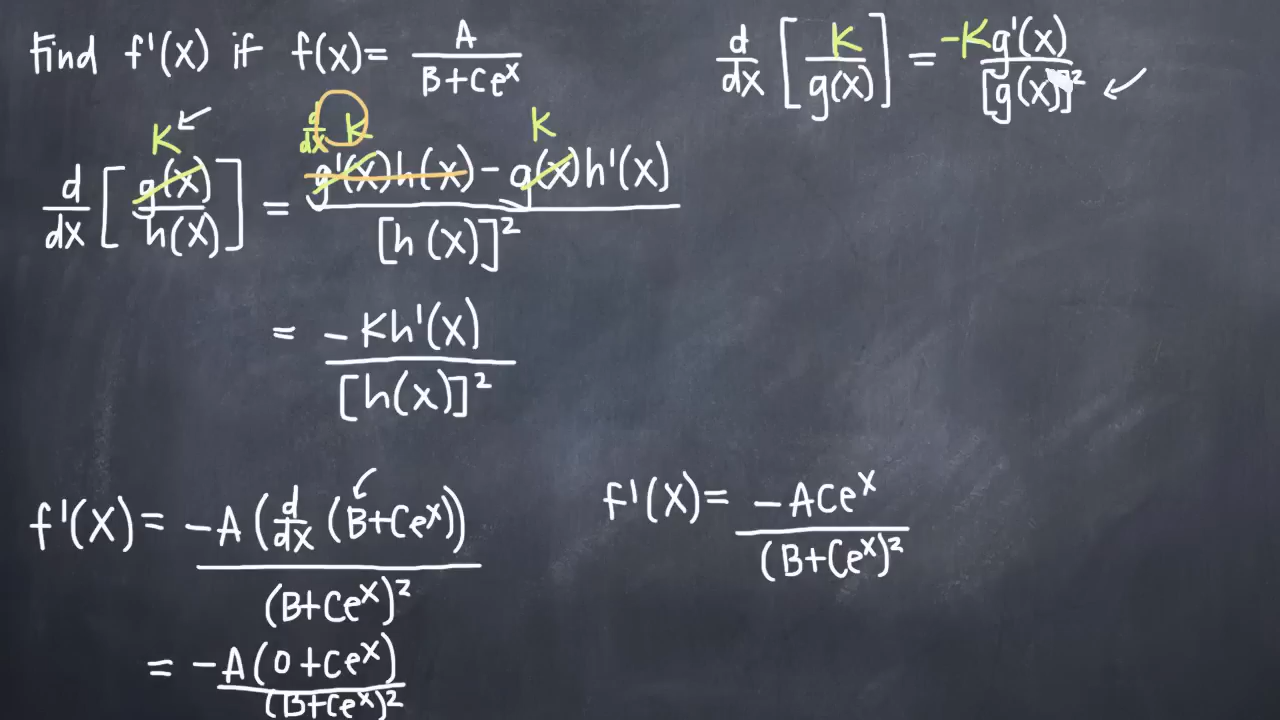 Find f'(x) if f(x)= A/(B+Ce^x)
d/dx [K/g(x)] = -Kg'(x)/[g(x)]²
d/dx [K g(x)/h(x)] = (d/dx K g'(x)h(x) - K g(x)h'(x))/[h(x)]²
= -Kh'(x)/[h(x)]²
f'(x) = -A(d/dx(B+Ce^x))/(B+Ce^x)²
= -A(0+Ce^x)/(B+Ce^x)²
f'(x) = -ACe^x/(B+Ce^x)²